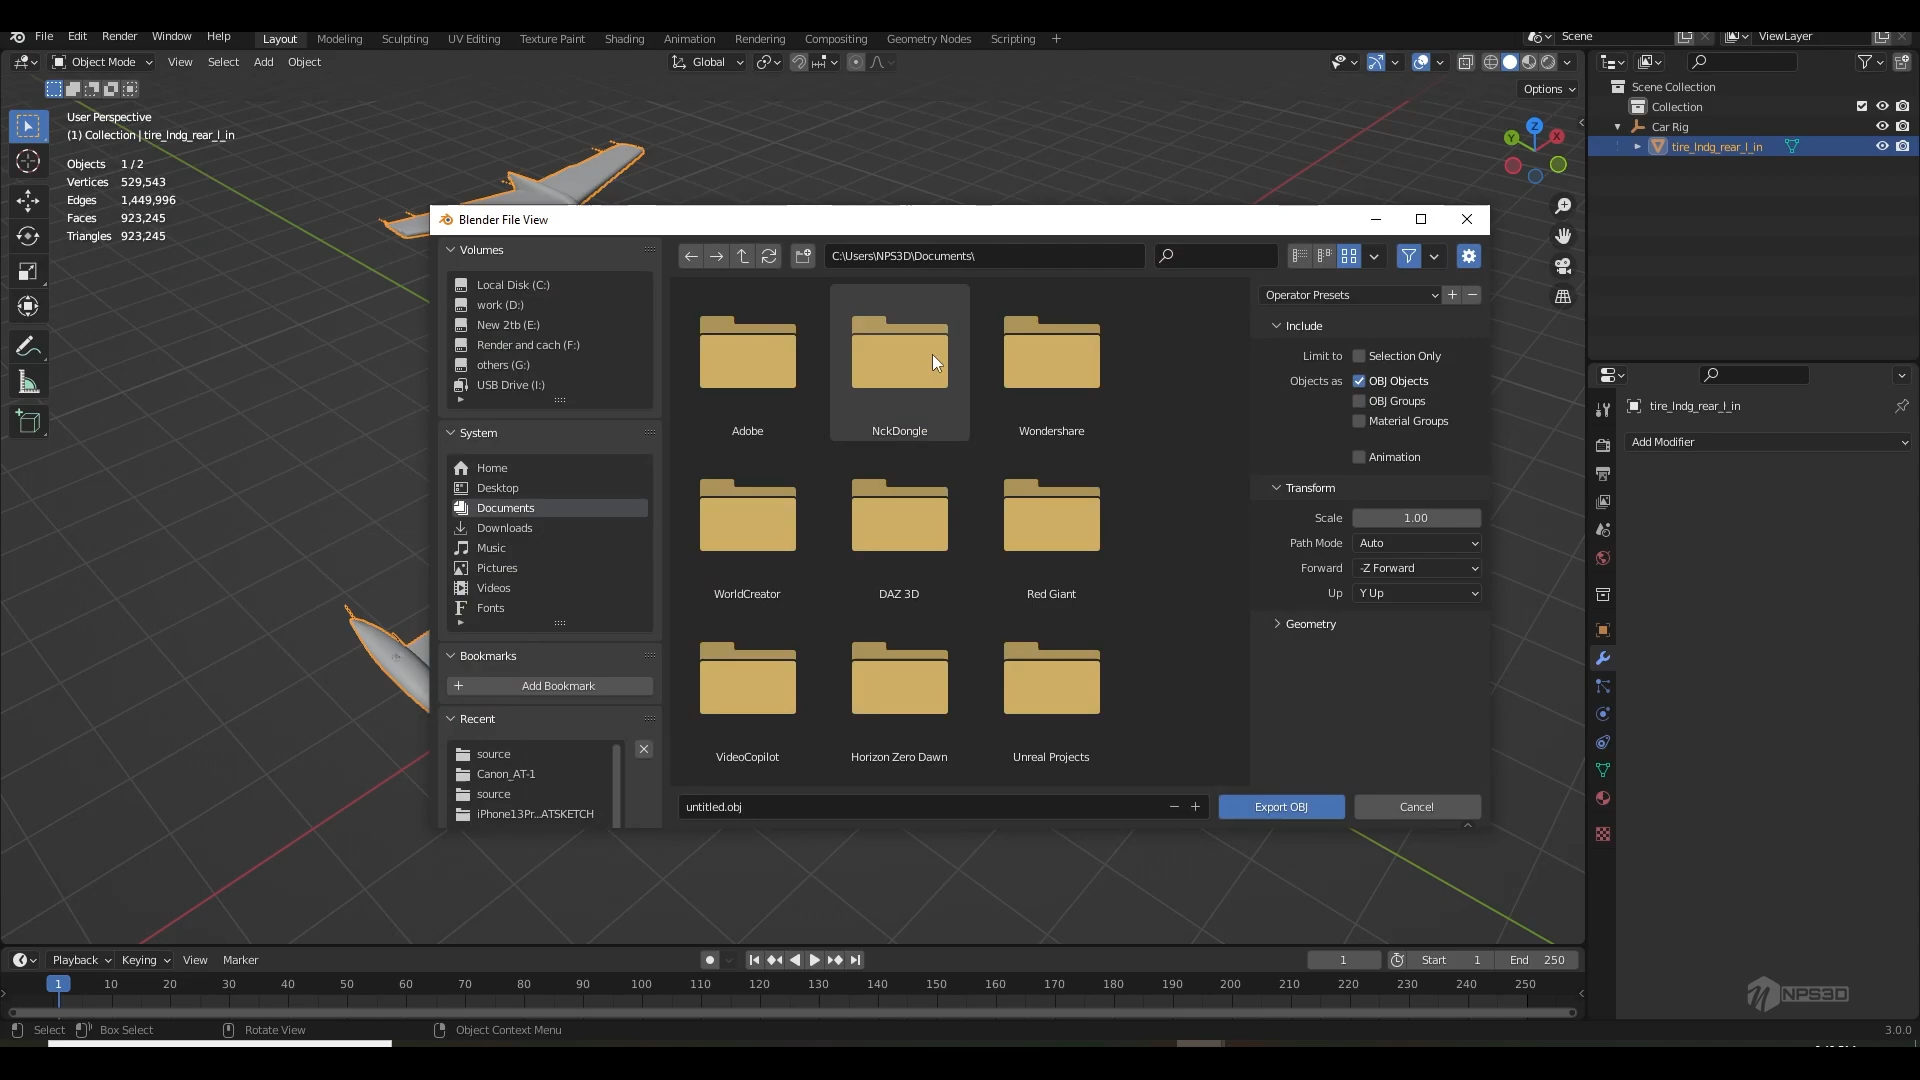 File Edit Render Window Help Layout Modeling Sculpting UV Editing Texture Paint Shading Animation Rendering Compositing Geometry Nodes Scripting + Scene ViewLayer
Object Mode View Select Add Object Global
Options
User Perspective
(1) Collection | tire_lndg_rear_l_in
Objects 1 / 2
Vertices 529,543
Edges 1,449,996
Faces 923,245
Triangles 923,245
Z
Y
X
Scene Collection
Collection
Car Rig
tire_lndg_rear_l_in
tire_lndg_rear_l_in
Add Modifier
Blender File View
Volumes
Local Disk (C:)
work (D:)
New 2tb (E:)
Render and cach (F:)
others (G:)
USB Drive (I:)
System
Home
Desktop
Documents
Downloads
Music
Pictures
Videos
Fonts
Bookmarks
Add Bookmark
Recent
source
Canon_AT-1
source
iPhone13Pr...ATSKETCH
C:\Users\NPS3D\Documents\
Adobe NckDongle Wondershare
WorldCreator DAZ 3D Red Giant
VideoCopilot Horizon Zero Dawn Unreal Projects
Operator Presets
Include
Limit to Selection Only
Objects as OBJ Objects
OBJ Groups
Material Groups
Animation
Transform
Scale 1.00
Path Mode Auto
Forward -Z Forward
Up Y Up
Geometry
untitled.obj Export OBJ Cancel
Playback Keying View Marker 1 Start 1 End 250
1 10 20 30 40 50 60 70 80 90 100 110 120 130 140 150 160 170 180 190 200 210 220 230 240 250
NPS3D
Select Box Select Rotate View Object Context Menu 3.0.0